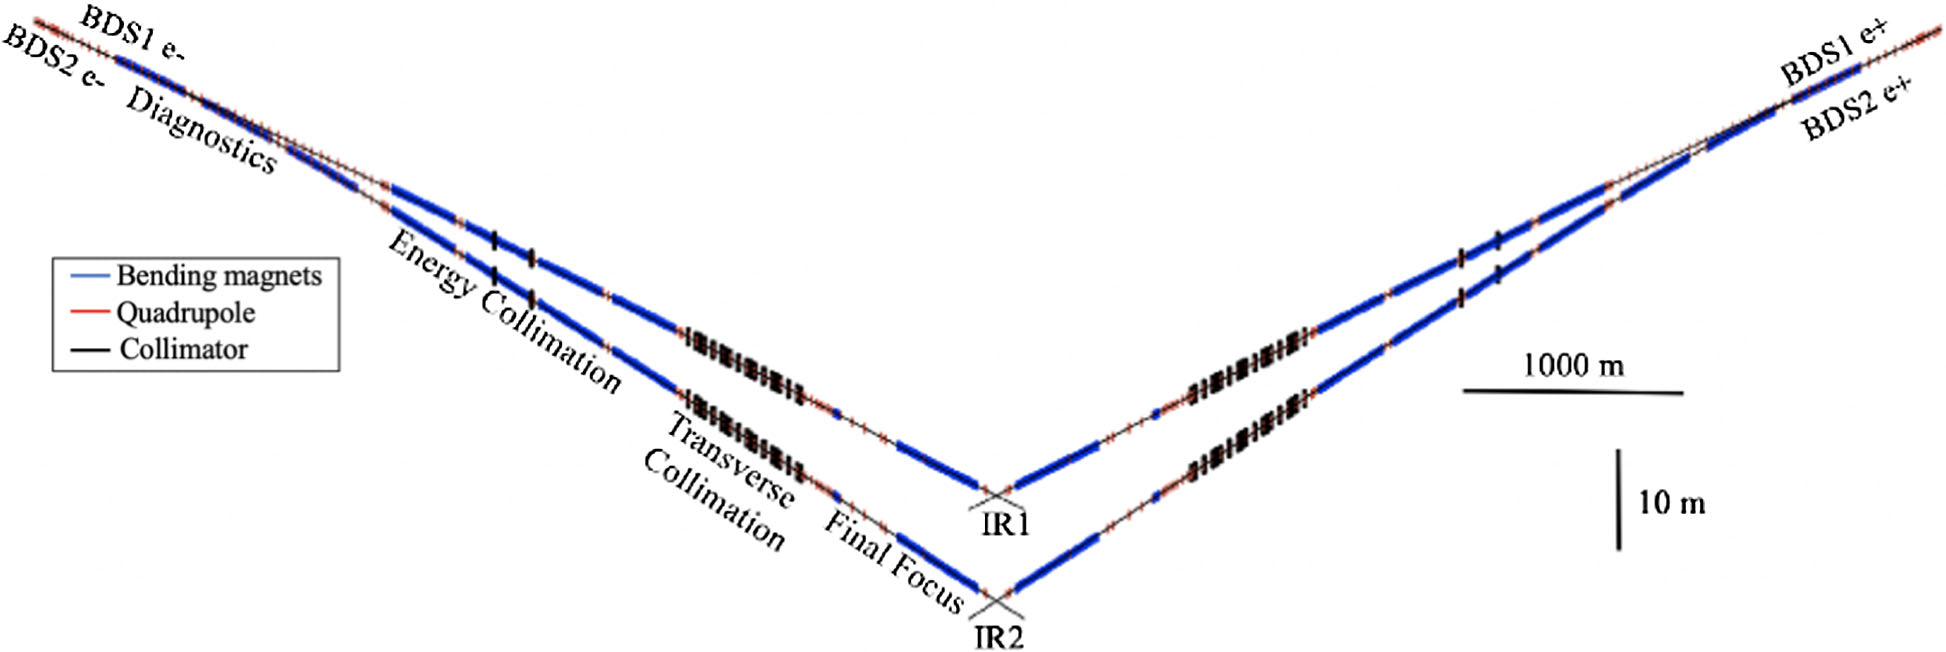 BDS1 e-
BDS2 e-
Diagnostics
BDS1 e+
BDS2 e+
Energy Collimation
Bending magnets
Quadrupole
Collimator
1000 m
Transverse
Collimation
Final Focus
10 m
IR1
IR2